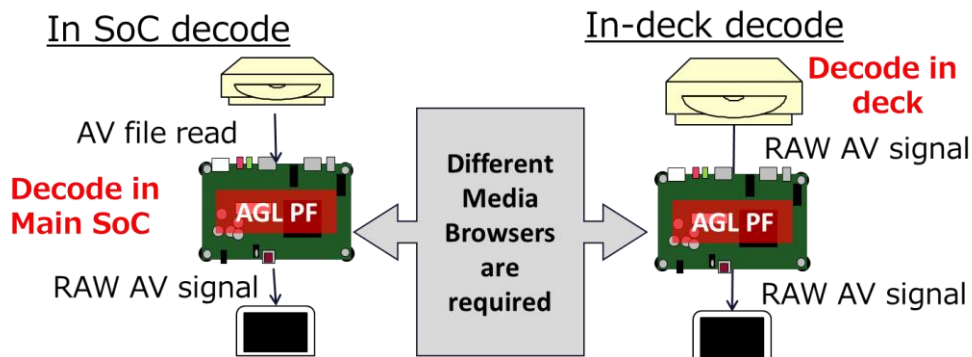 In SoC decode
AV file read
Decode in
Main SoC
AGL PF
RAW AV signal
Different
Media
Browsers
are
required
In-deck decode
Decode in
deck
RAW AV signal
AGL PF
RAW AV signal